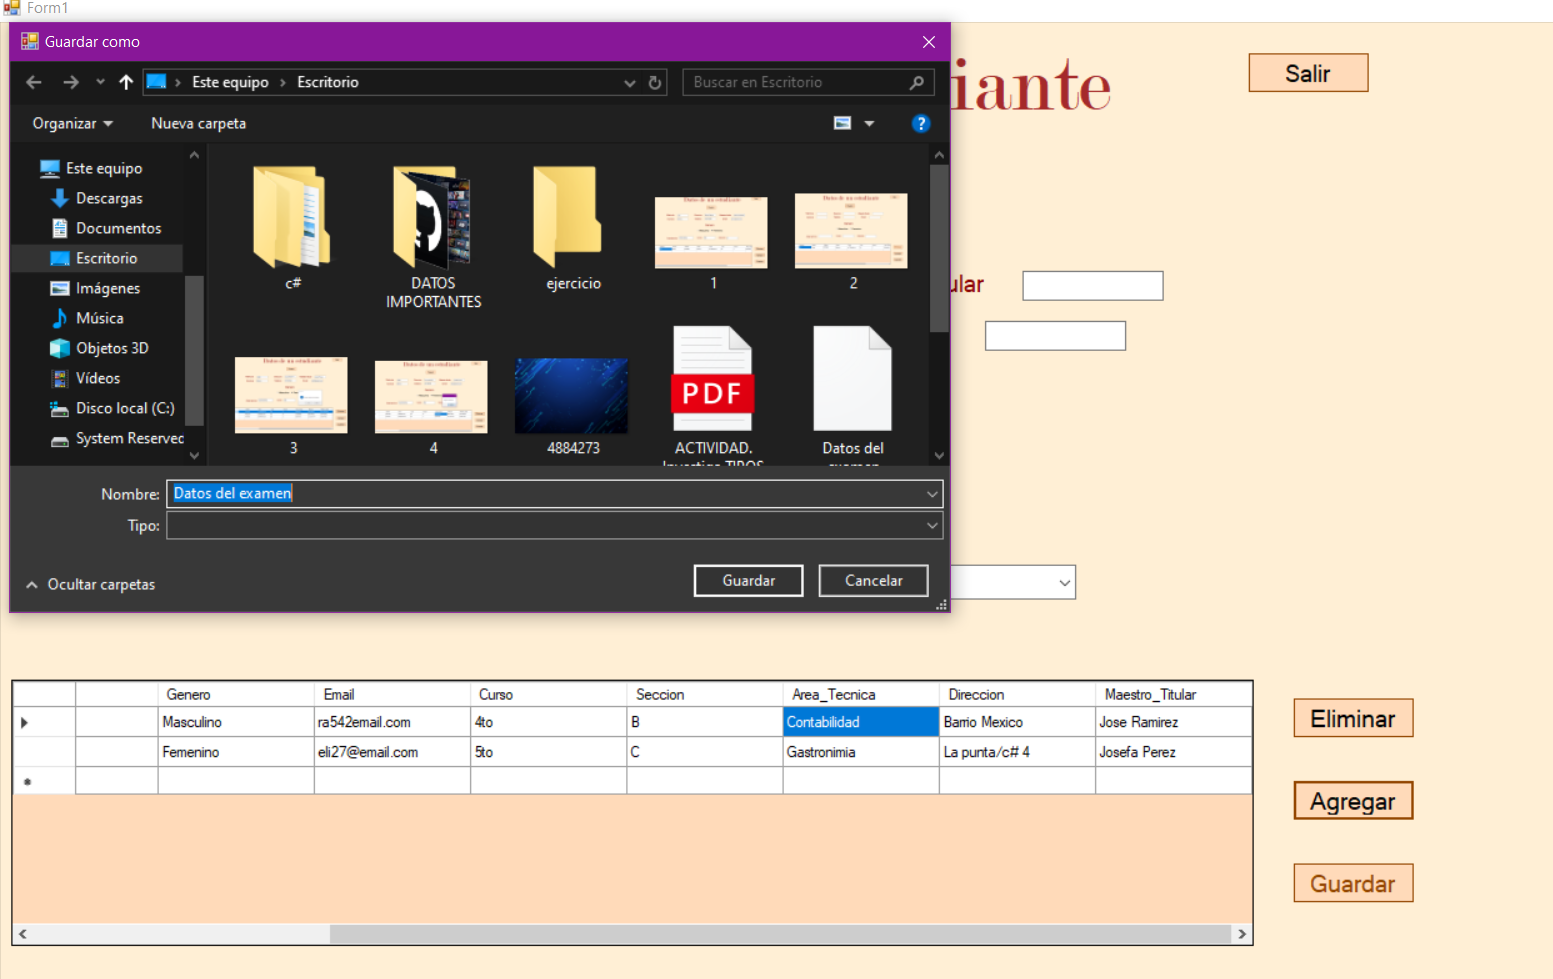 Form1
Guardar como
Este equipo > Escritorio
Buscar en Escritorio
Organizar
Nueva carpeta
Este equipo
Descargas
Documentos
Escritorio
Imágenes
Música
Objetos 3D
Vídeos
Disco local (C:)
System Reserved
c#
DATOS
IMPORTANTES
ejercicio
1
2
3
4
4884273
PDF
ACTIVIDAD.
Datos del
examen
Nombre: Datos del examen
Tipo:
Ocultar carpetas
Guardar
Cancelar
iante
Salir
ular
Genero Email Curso Seccion Area_Tecnica Direccion Maestro_Titular
Masculino ra542email.com 4to B Contabilidad Barrio Mexico Jose Ramirez
Femenino eli27@email.com 5to C Gastronimia La punta/c# 4 Josefa Perez
Eliminar
Agregar
Guardar